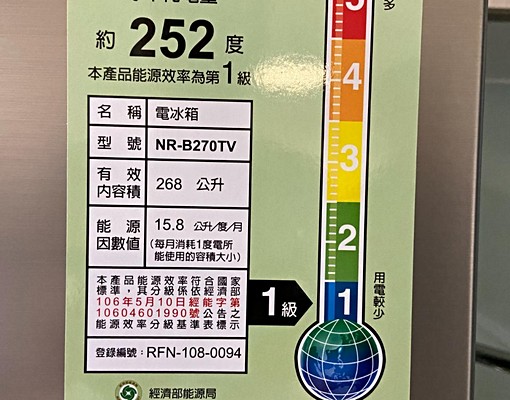 約 252 度
本產品能源效率為第1級
名稱 電冰箱
型號 NR-B270TV
有效內容積 268 公升
能源因數值 15.8 公升/度/月
(每月消耗1度電所
能使用的容積大小)
本產品能源效率符合國家
標準,其分級係依經濟部
106年5月10日經能字第
10604601990號公告之
能源效率分級基準表標示
登錄編號:RFN-108-0094
經濟部能源局
1級
5
4
3
2
1
多
用電較少